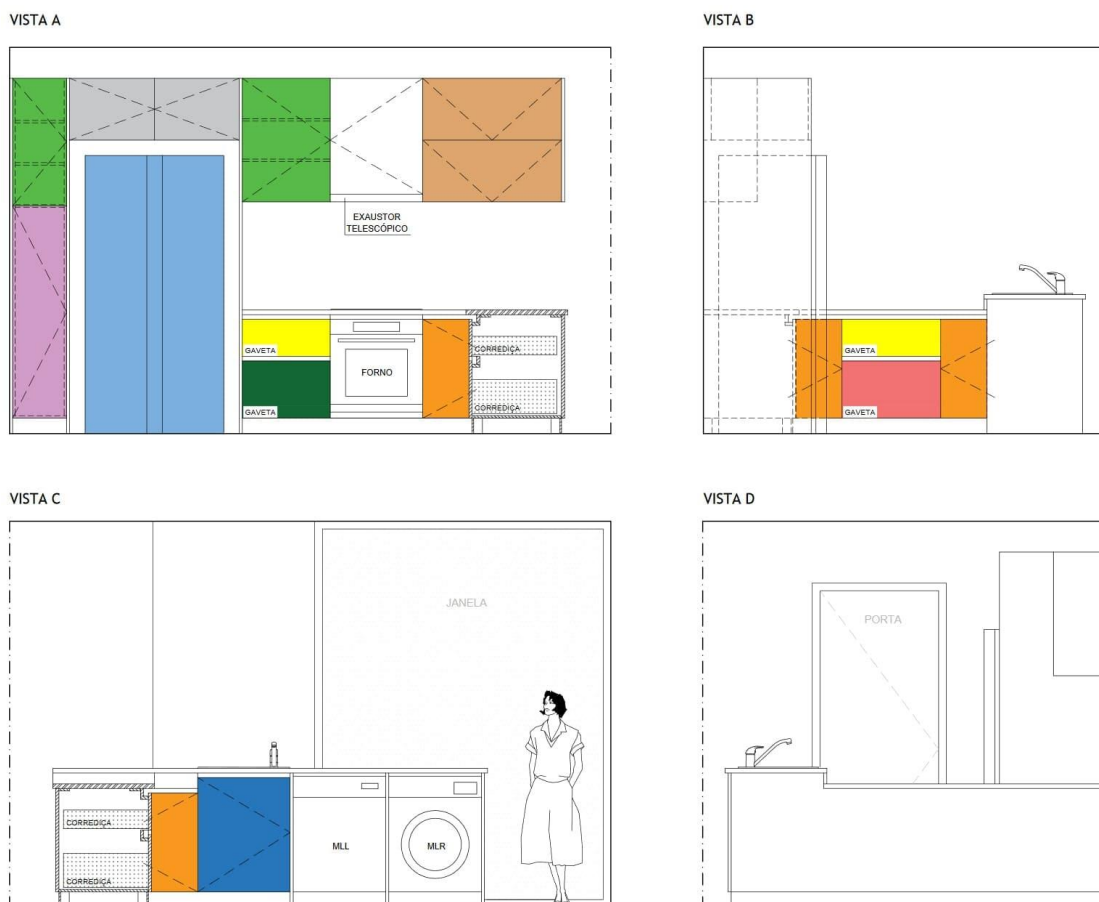 VISTA A
EXAUSTOR
TELESCÓPICO
GAVETA
FORNO
CORREDIÇA
GAVETA
CORREDIÇA
VISTA B
GAVETA
GAVETA
VISTA C
JANELA
CORREDIÇA
CORREDIÇA
MLL
MLR
VISTA D
PORTA